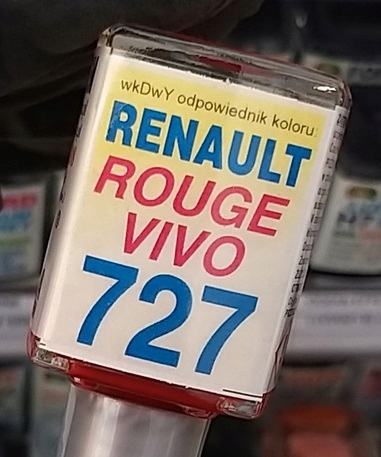 wkDwY odpowiednik koloru:
RENAULT
ROUGE
VIVO
727